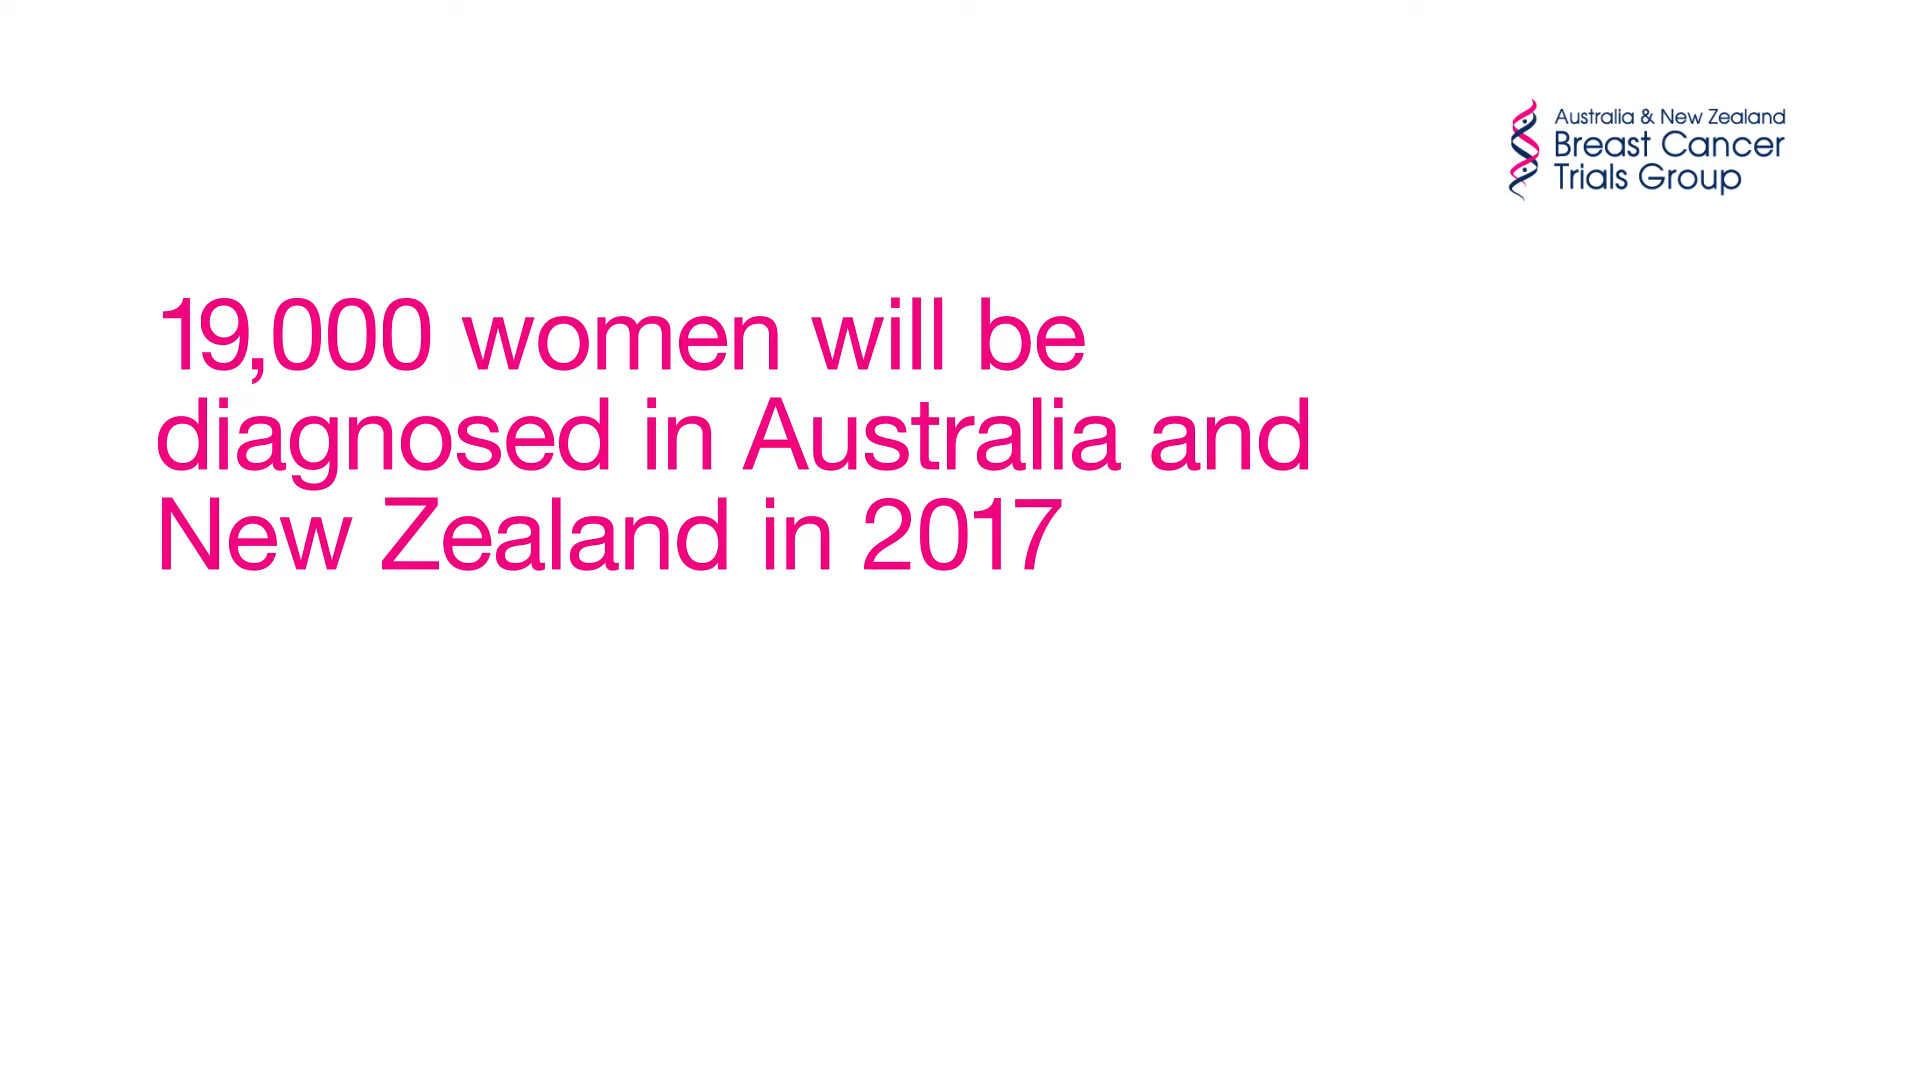 Australia & New Zealand
Breast Cancer
Trials Group
19,000 women will be
diagnosed in Australia and
New Zealand in 2017